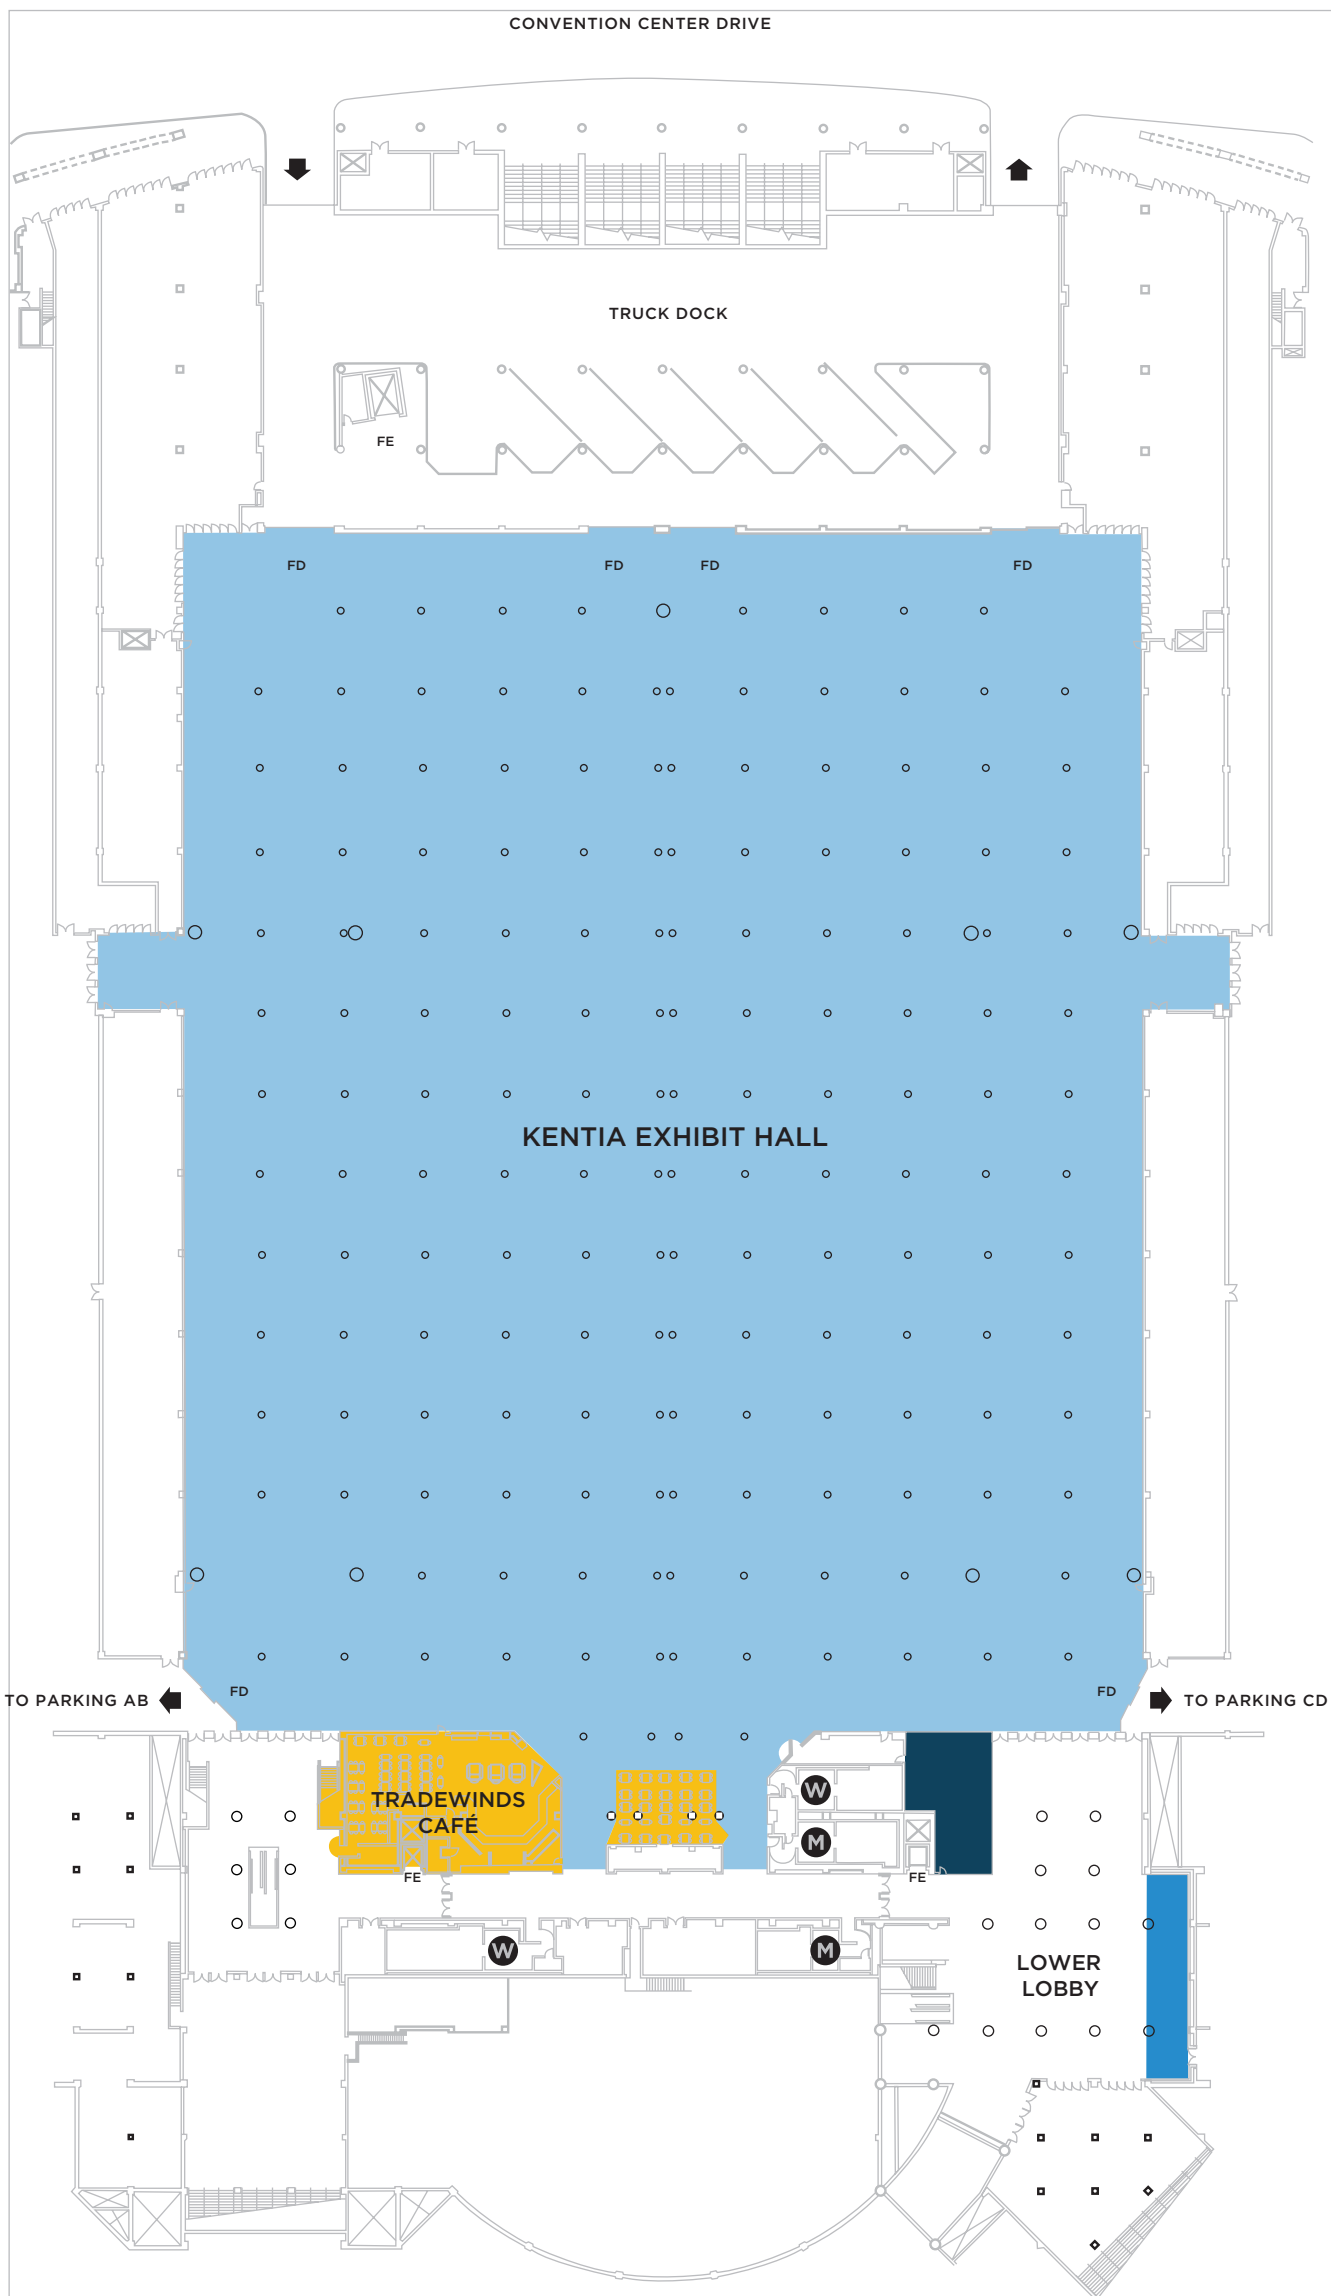 CONVENTION CENTER DRIVE
TRUCK DOCK
FE
FD FD FD FD
KENTIA EXHIBIT HALL
FD FD
TO PARKING AB TO PARKING CD
TRADEWINDS
CAFÉ
W
M
FE FE
W M
LOWER
LOBBY